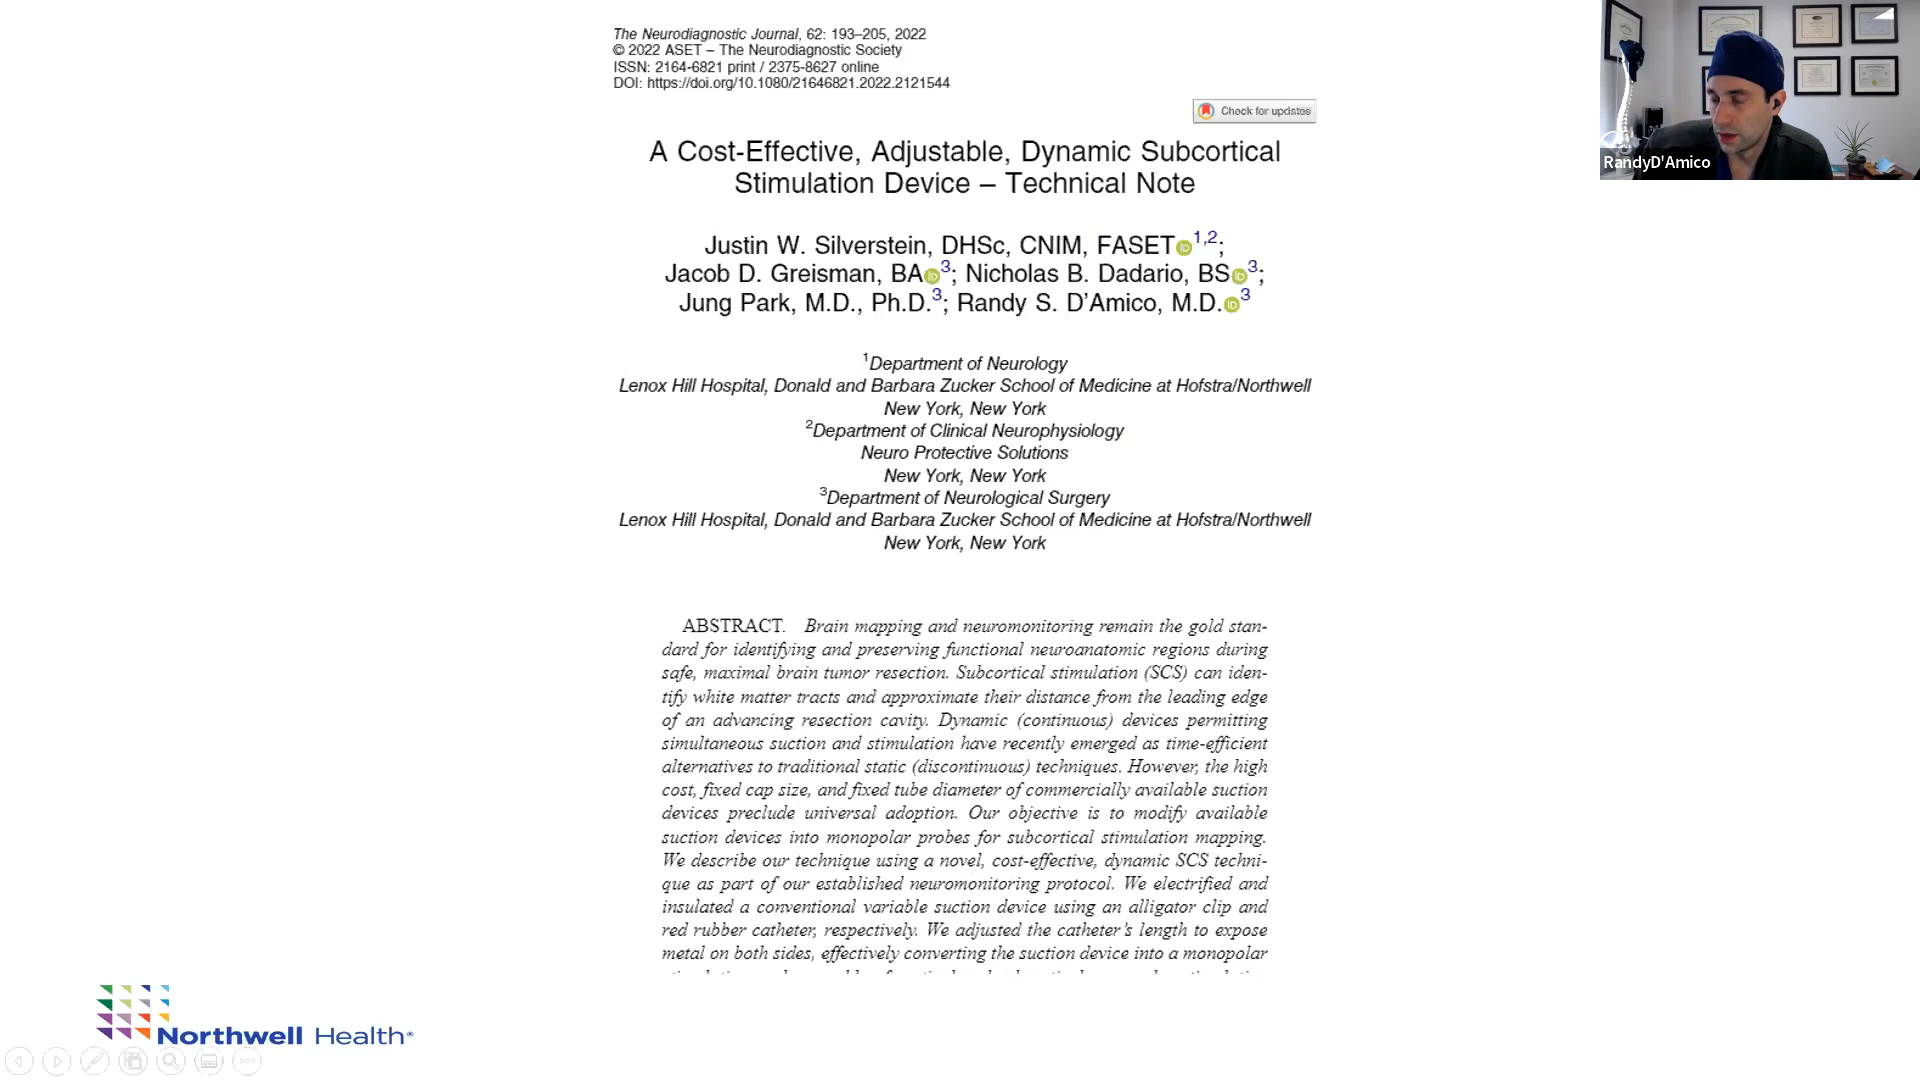 The Neurodiagnostic Journal, 62: 193–205, 2022
© 2022 ASET – The Neurodiagnostic Society
ISSN: 2164-6821 print / 2375-8627 online
DOI: https://doi.org/10.1080/21646821.2022.2121544
Check for updates
RandyD'Amico
A Cost-Effective, Adjustable, Dynamic Subcortical
Stimulation Device – Technical Note
Justin W. Silverstein, DHSc, CNIM, FASET 1,2;
Jacob D. Greisman, BA 3; Nicholas B. Dadario, BS 3;
Jung Park, M.D., Ph.D.3; Randy S. D’Amico, M.D. 3
1Department of Neurology
Lenox Hill Hospital, Donald and Barbara Zucker School of Medicine at Hofstra/Northwell
New York, New York
2Department of Clinical Neurophysiology
Neuro Protective Solutions
New York, New York
3Department of Neurological Surgery
Lenox Hill Hospital, Donald and Barbara Zucker School of Medicine at Hofstra/Northwell
New York, New York
ABSTRACT. Brain mapping and neuromonitoring remain the gold stan-
dard for identifying and preserving functional neuroanatomic regions during
safe, maximal brain tumor resection. Subcortical stimulation (SCS) can iden-
tify white matter tracts and approximate their distance from the leading edge
of an advancing resection cavity. Dynamic (continuous) devices permitting
simultaneous suction and stimulation have recently emerged as time-efficient
alternatives to traditional static (discontinuous) techniques. However, the high
cost, fixed cap size, and fixed tube diameter of commercially available suction
devices preclude universal adoption. Our objective is to modify available
suction devices into monopolar probes for subcortical stimulation mapping.
We describe our technique using a novel, cost-effective, dynamic SCS techni-
que as part of our established neuromonitoring protocol. We electrified and
insulated a conventional variable suction device using an alligator clip and
red rubber catheter, respectively. We adjusted the catheter’s length to expose
metal on both sides, effectively converting the suction device into a monopolar
Northwell Health®